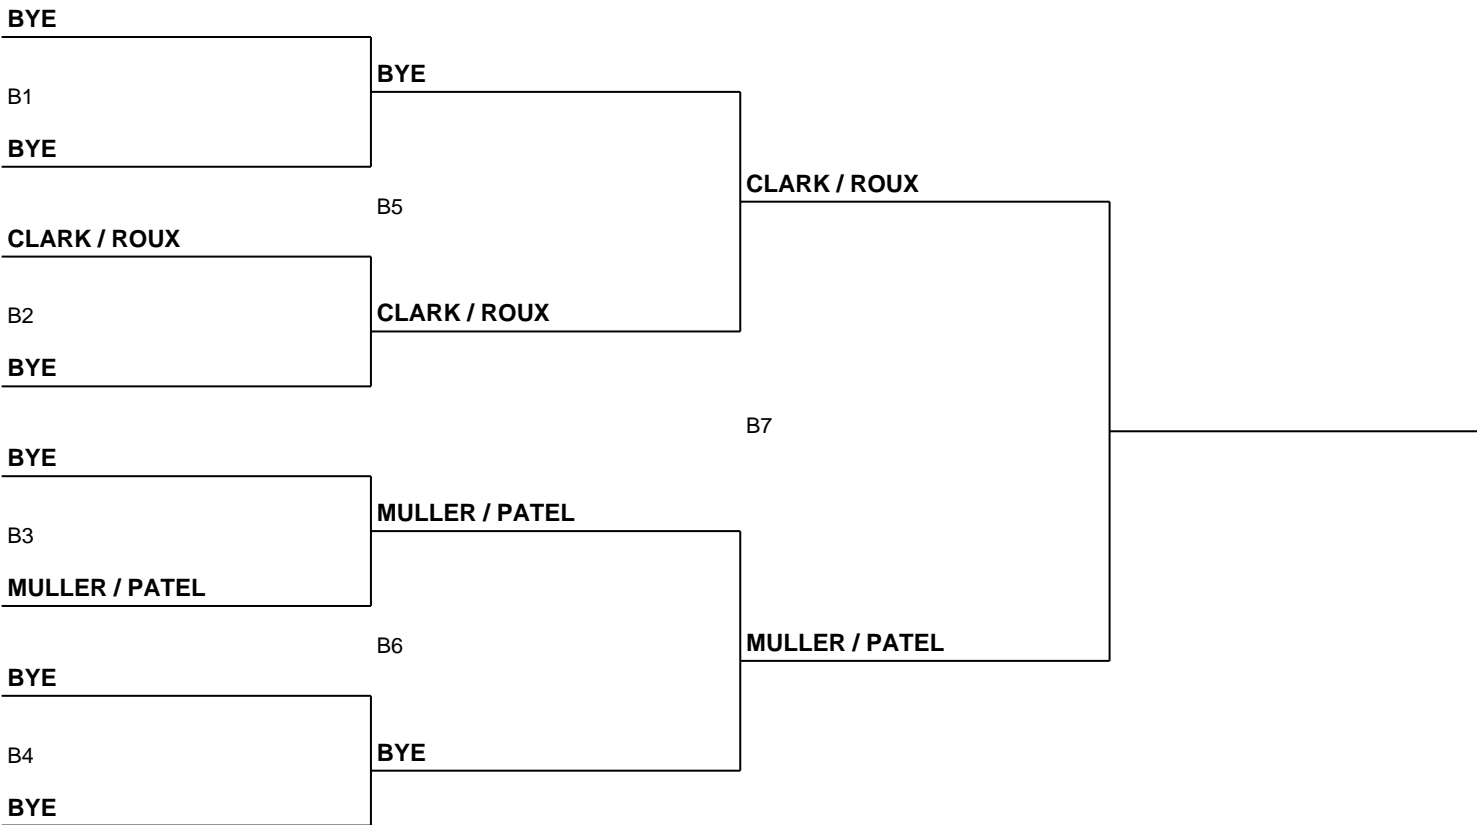 BYE
B1
BYE
CLARK / ROUX
B2
BYE
BYE
B3
MULLER / PATEL
BYE
B4
BYE
BYE
B5
CLARK / ROUX
MULLER / PATEL
B6
BYE
CLARK / ROUX
B7
MULLER / PATEL